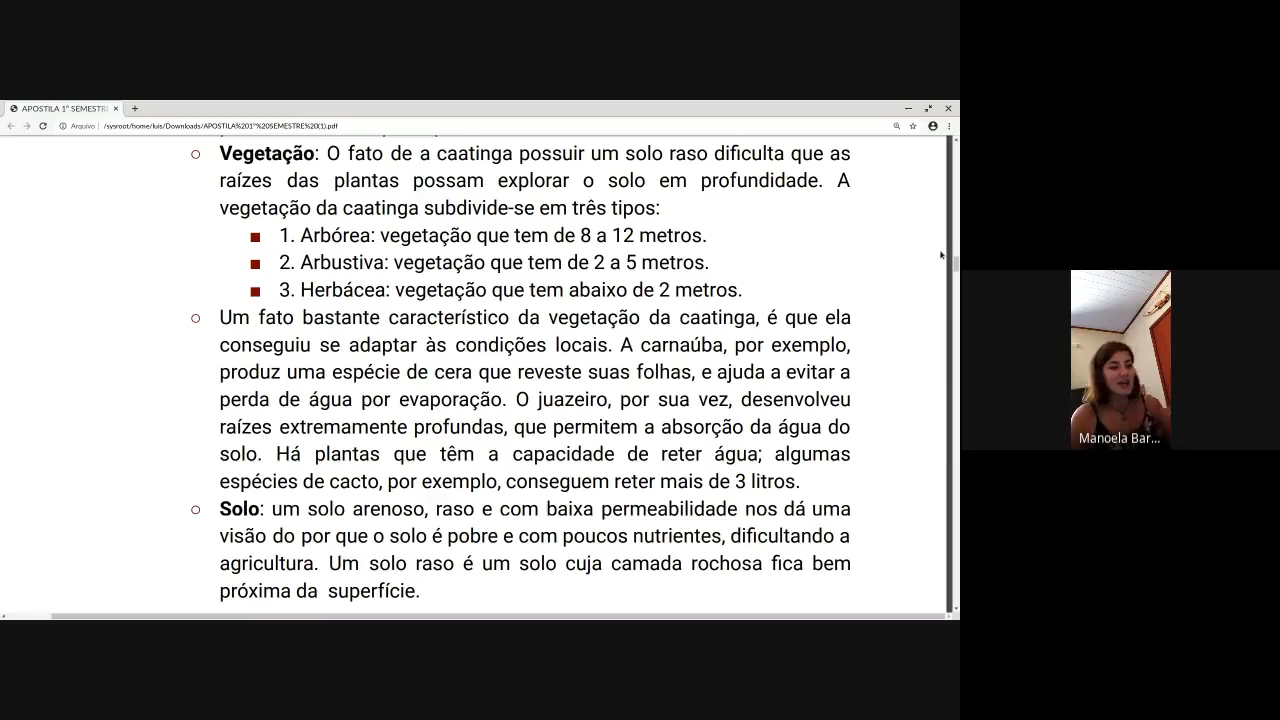 APOSTILA 1º SEMESTR
Arquivo
/sysroot/home/luis/Downloads/APOSTILA%201°%20SEMESTRE%20(1).pdf
Vegetação: O fato de a caatinga possuir um solo raso dificulta que as
raízes das plantas possam explorar o solo em profundidade. A
vegetação da caatinga subdivide-se em três tipos:
1. Arbórea: vegetação que tem de 8 a 12 metros.
2. Arbustiva: vegetação que tem de 2 a 5 metros.
3. Herbácea: vegetação que tem abaixo de 2 metros.
Um fato bastante característico da vegetação da caatinga, é que ela
conseguiu se adaptar às condições locais. A carnaúba, por exemplo,
produz uma espécie de cera que reveste suas folhas, e ajuda a evitar a
perda de água por evaporação. O juazeiro, por sua vez, desenvolveu
raízes extremamente profundas, que permitem a absorção da água do
solo. Há plantas que têm a capacidade de reter água; algumas
espécies de cacto, por exemplo, conseguem reter mais de 3 litros.
Solo: um solo arenoso, raso e com baixa permeabilidade nos dá uma
visão do por que o solo é pobre e com poucos nutrientes, dificultando a
agricultura. Um solo raso é um solo cuja camada rochosa fica bem
próxima da superfície.
Manoela Bar...